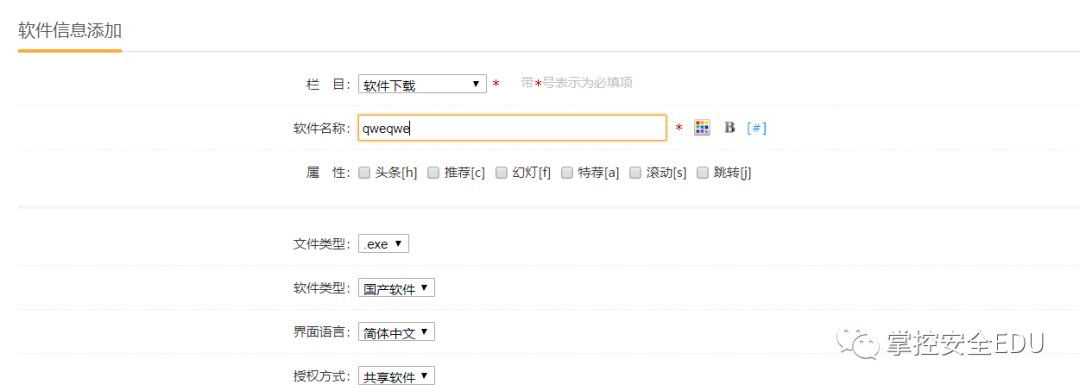 软件信息添加
栏 目： 软件下载 * 带*号表示为必填项
软件名称： qweqwe * B [#]
属 性： 头条[h] 推荐[c] 幻灯[f] 特荐[a] 滚动[s] 跳转[j]
文件类型： .exe
软件类型： 国产软件
界面语言： 简体中文
授权方式： 共享软件
掌控安全EDU